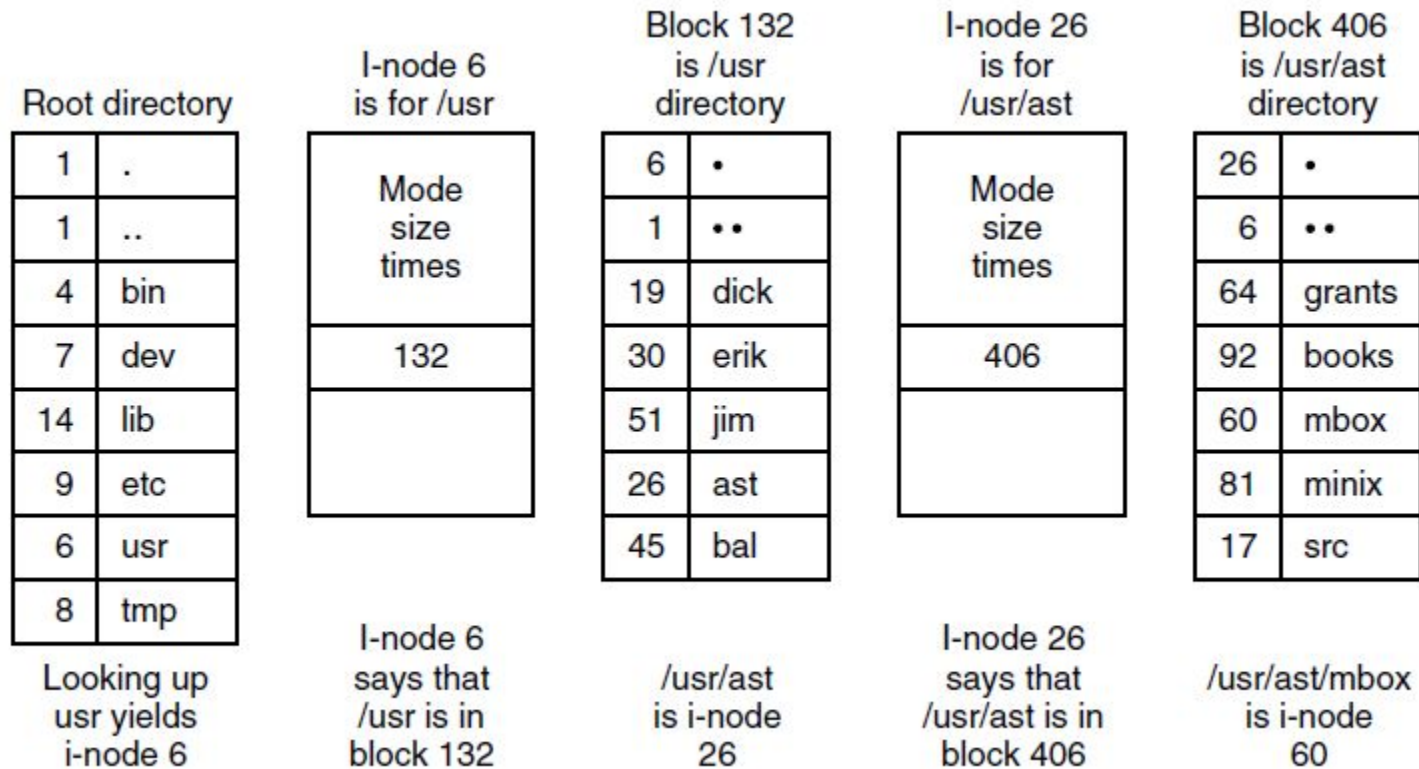 Root directory
1 .
1 ..
4 bin
7 dev
14 lib
9 etc
6 usr
8 tmp
Looking up
usr yields
i-node 6
I-node 6
is for /usr
Mode
size
times
132
I-node 6
says that
/usr is in
block 132
Block 132
is /usr
directory
6 •
1 ••
19 dick
30 erik
51 jim
26 ast
45 bal
/usr/ast
is i-node
26
I-node 26
is for
/usr/ast
Mode
size
times
406
I-node 26
says that
/usr/ast is in
block 406
Block 406
is /usr/ast
directory
26 •
6 ••
64 grants
92 books
60 mbox
81 minix
17 src
/usr/ast/mbox
is i-node
60